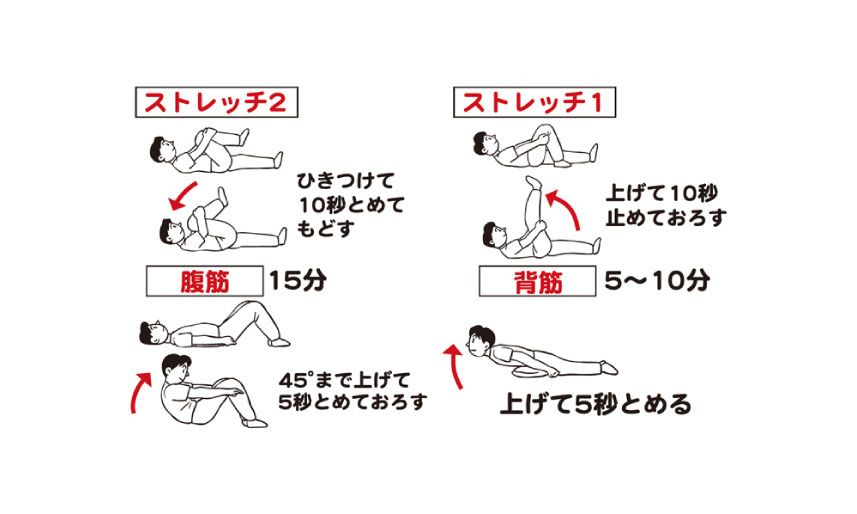 ストレッチ2
ひきつけて
10秒とめて
もどす
ストレッチ1
上げて10秒
止めておろす
腹筋 15分
45°まで上げて
5秒とめておろす
背筋 5〜10分
上げて5秒とめる